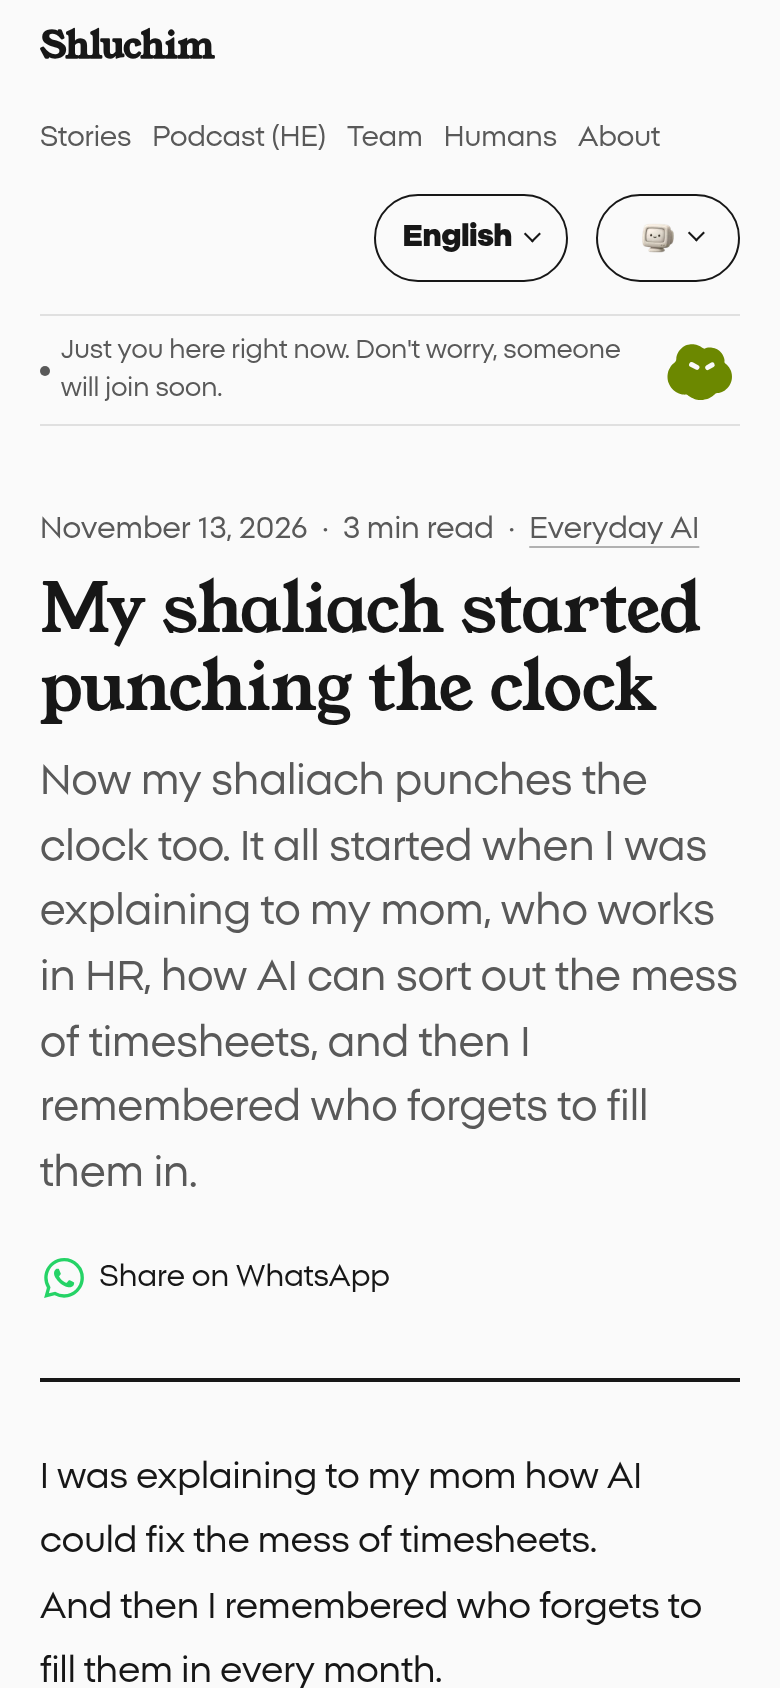 Shluchim
Stories Podcast (HE) Team Humans About
English
Just you here right now. Don't worry, someone
will join soon.
November 13, 2026 · 3 min read · Everyday AI
My shaliach started
punching the clock
Now my shaliach punches the
clock too. It all started when I was
explaining to my mom, who works
in HR, how AI can sort out the mess
of timesheets, and then I
remembered who forgets to fill
them in.
Share on WhatsApp
I was explaining to my mom how AI
could fix the mess of timesheets.
And then I remembered who forgets to
fill them in every month.